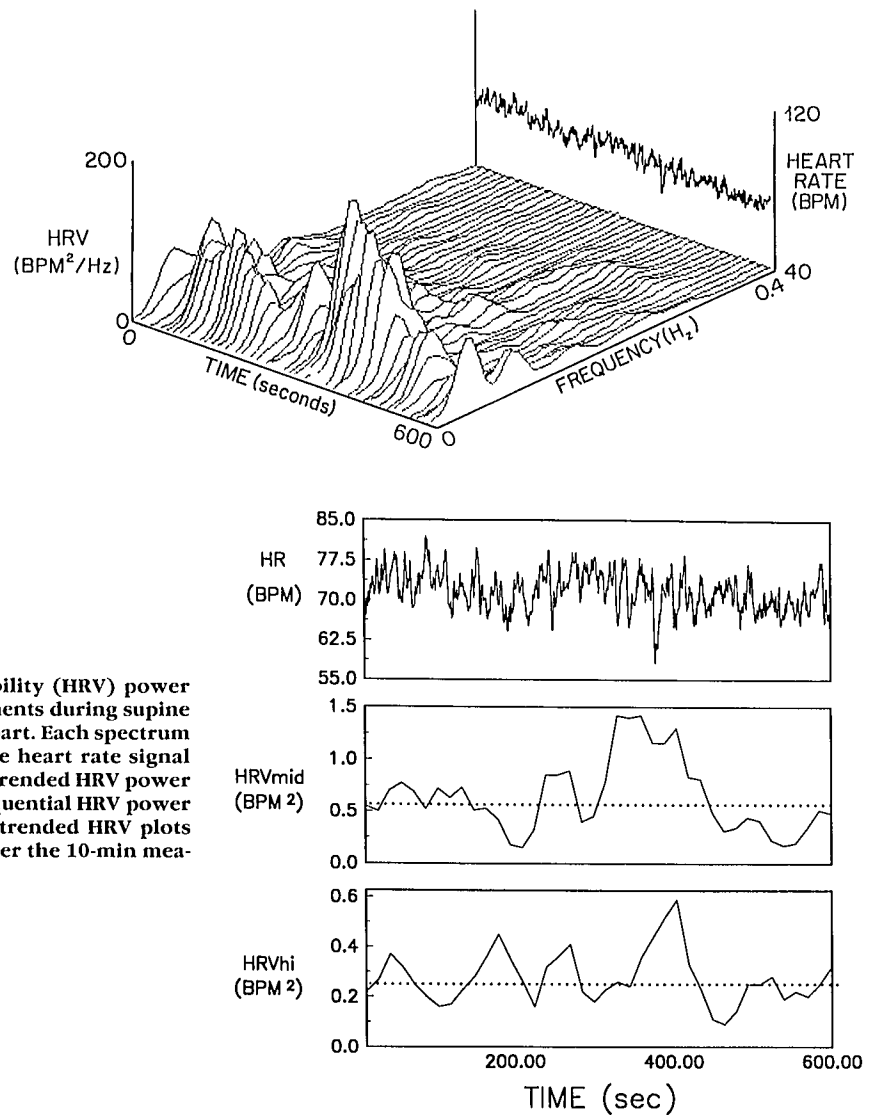 200
HRV
(BPM²/Hz)
0
0
TIME (seconds)
600
0
FREQUENCY(Hz)
0.4
120
HEART
RATE
(BPM)
40
85.0
HR
77.5
(BPM)
70.0
62.5
55.0
bility (HRV) power
nents during supine
art. Each spectrum
e heart rate signal
trended HRV power
quential HRV power
trended HRV plots
er the 10-min mea-
1.5
HRVmid
1.0
(BPM²)
0.5
0.0
0.6
HRVhi
0.4
(BPM²)
0.2
0.0
200.00 400.00 600.00
TIME (sec)